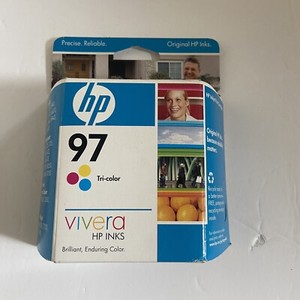 Precise. Reliable.
Original HP Inks.
hp
97
Tri-color
vivera
HP INKS
Brilliant, Enduring Color.